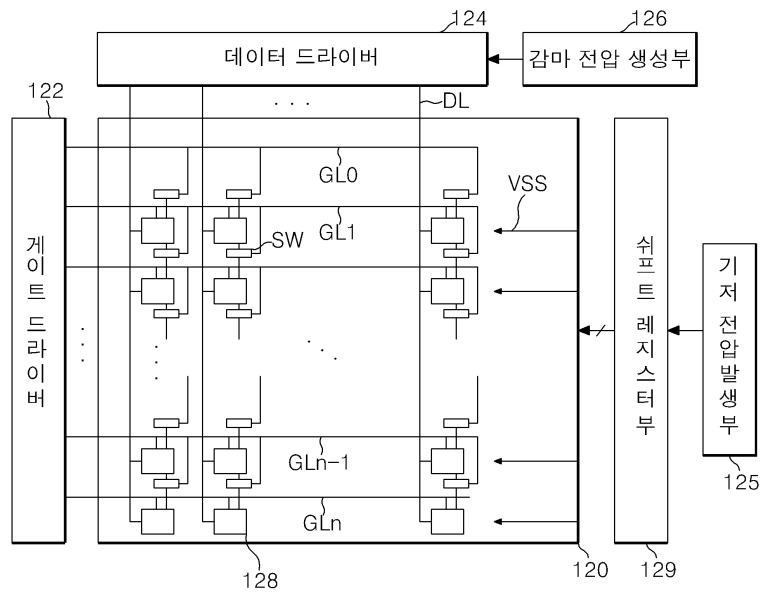 124
126
데이터 드라이버
감마 전압 생성부
122
DL
GL0
VSS
GL1
SW
게이트 드라이버
쉬프트 레지스터부
기저 전압발생부
GLn-1
GLn
125
128
120
129